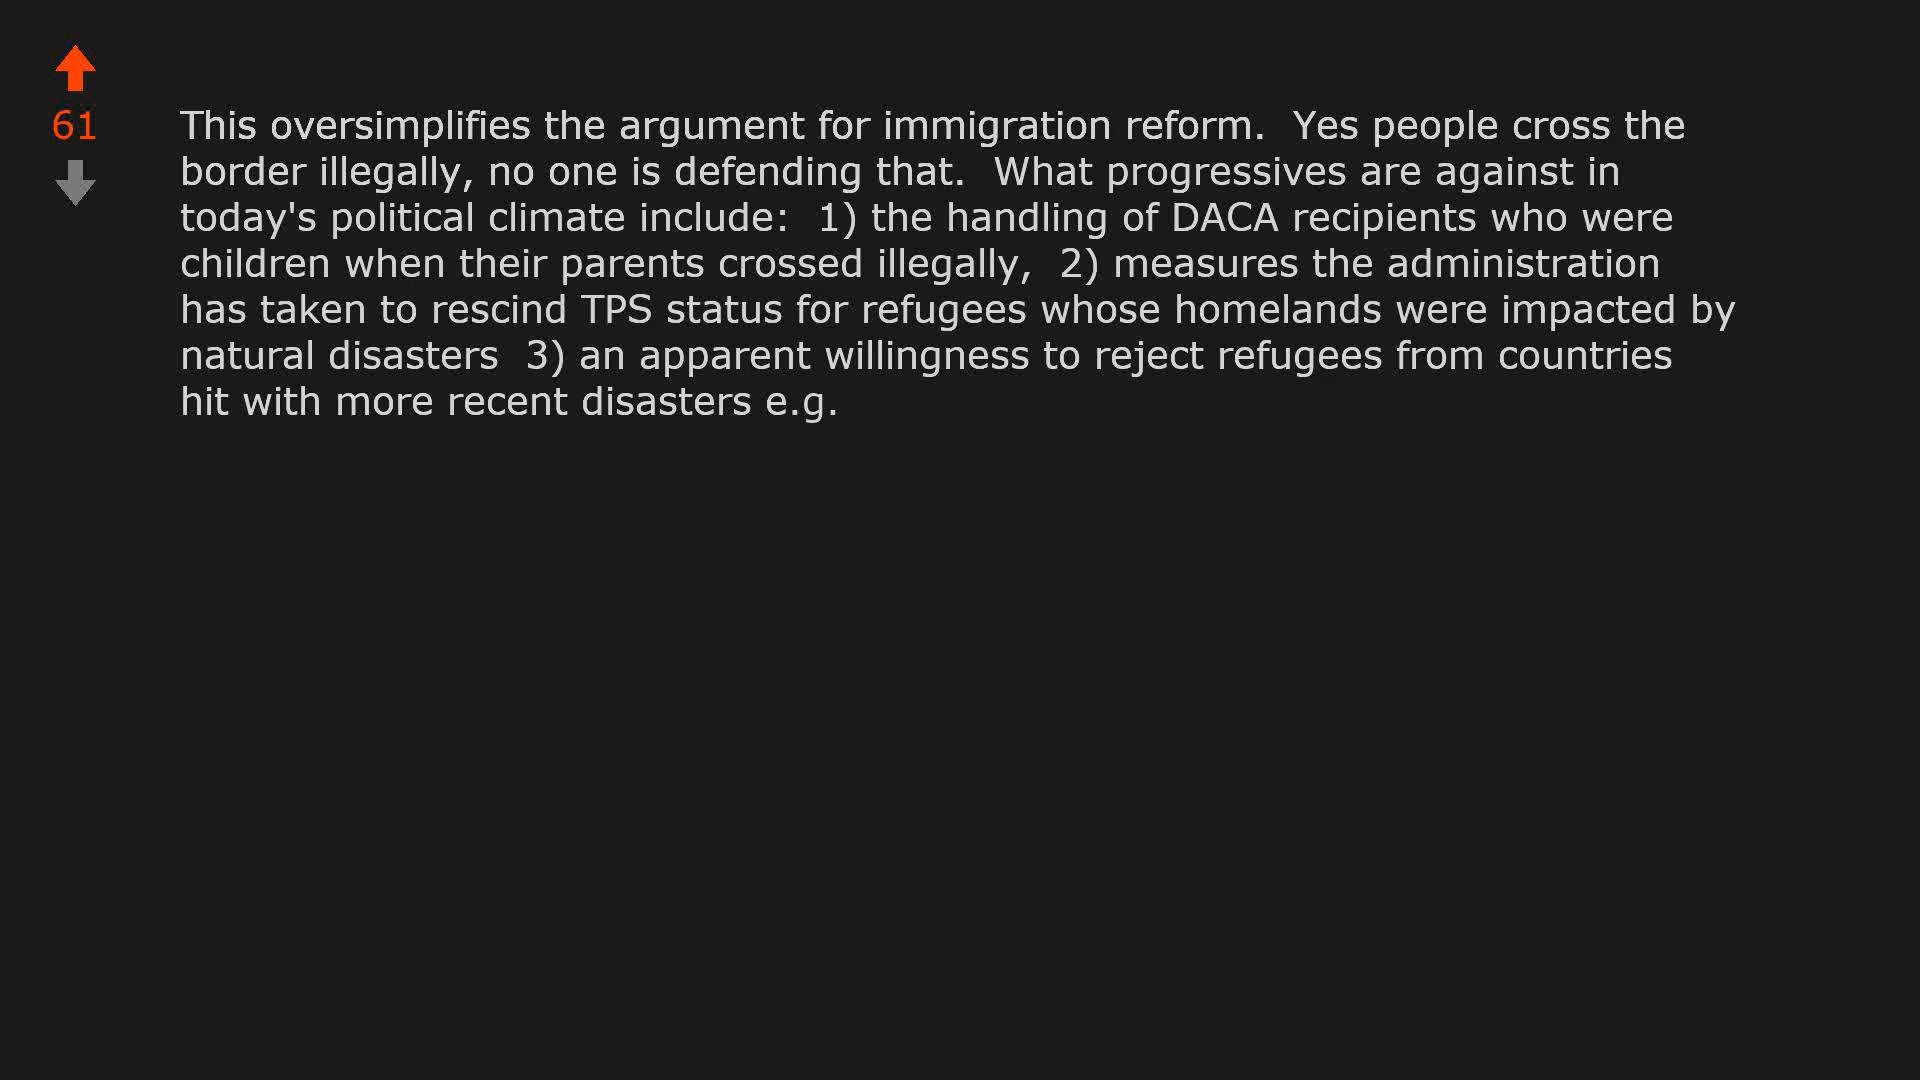 61
This oversimplifies the argument for immigration reform.  Yes people cross the
border illegally, no one is defending that.  What progressives are against in
today's political climate include:  1) the handling of DACA recipients who were
children when their parents crossed illegally,  2) measures the administration
has taken to rescind TPS status for refugees whose homelands were impacted by
natural disasters  3) an apparent willingness to reject refugees from countries
hit with more recent disasters e.g.